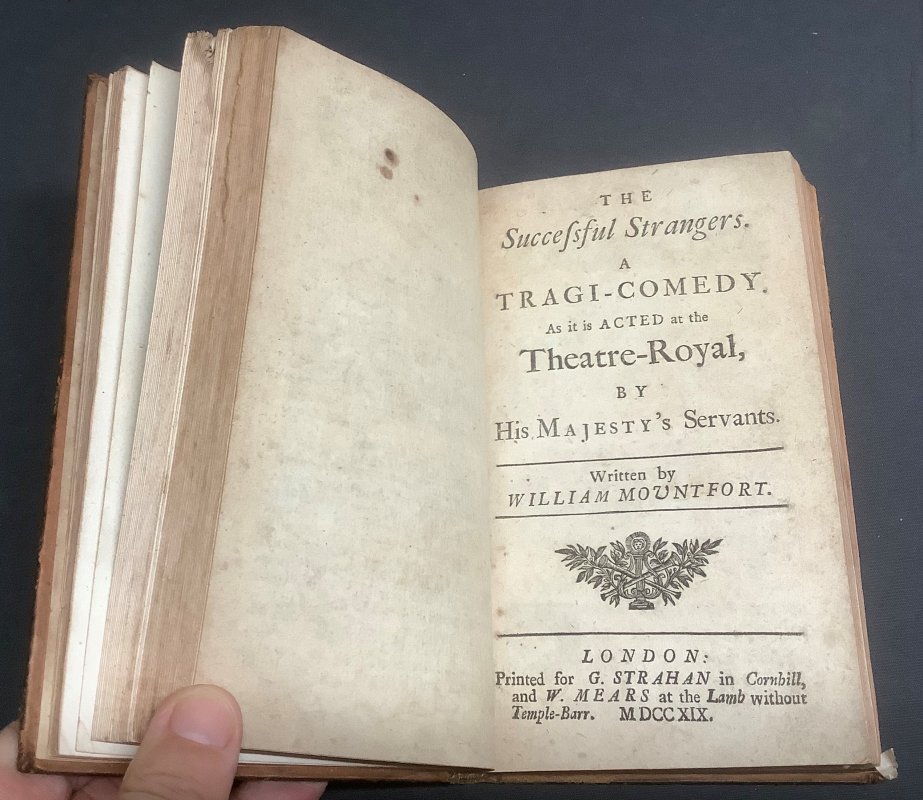 THE
Succeſsful Strangers.
A
TRAGI-COMEDY.
As it is ACTED at the
Theatre-Royal,
BY
His MAJESTY's Servants.
Written by
WILLIAM MOUNTFORT.
LONDON:
Printed for G. STRAHAN in Cornhill,
and W. MEARS at the Lamb without
Temple-Barr. MDCCXIX.